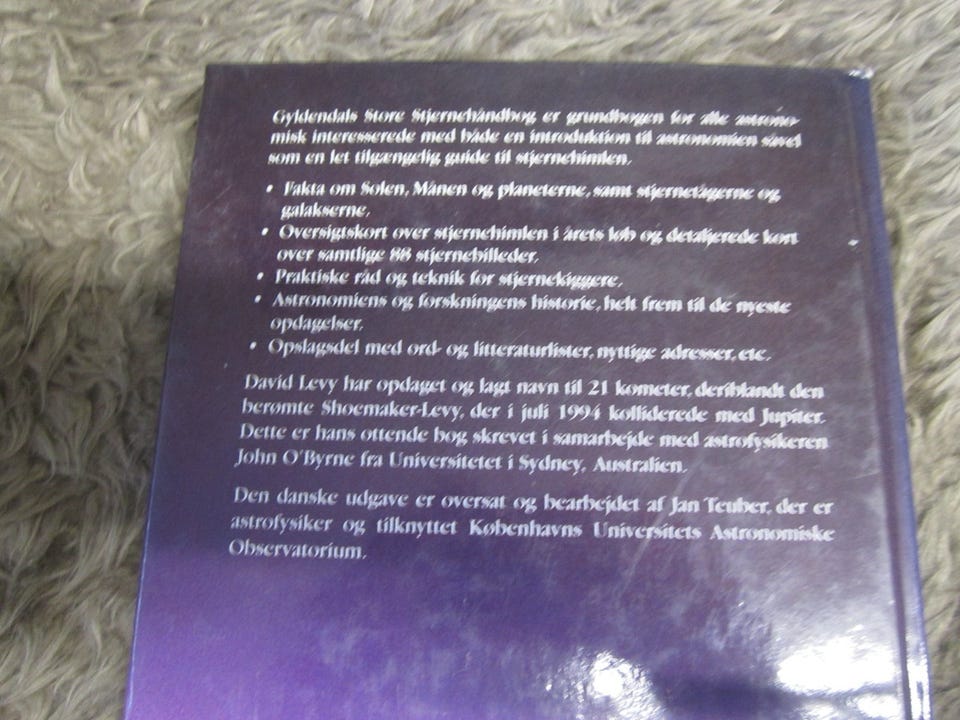 Gyldendals Store Stjernehåndbog er grundbogen for alle astrono-
misk interesserede med både en introduktion til astronomien såvel
som en let tilgængelig guide til stjernehimlen.
• Fakta om Solen, Månen og planeterne, samt stjernetågerne og
galakserne.
• Oversigtskort over stjernehimlen i årets løb og detaljerede kort
over samtlige 88 stjernebilleder.
• Praktiske råd og teknik for stjernekiggere.
• Astronomiens og forskningens historie, helt frem til de nyeste
opdagelser.
• Opslagsdel med ord- og litteraturlister, nyttige adresser, etc.
David Levy har opdaget og lagt navn til 21 kometer, deriblandt den
berømte Shoemaker-Levy, der i juli 1994 kolliderede med Jupiter.
Dette er hans ottende bog skrevet i samarbejde med astrofysikeren
John O'Byrne fra Universitetet i Sydney, Australien.
Den danske udgave er oversat og bearbejdet af Jan Teuber, der er
astrofysiker og tilknyttet Københavns Universitets Astronomiske
Observatorium.